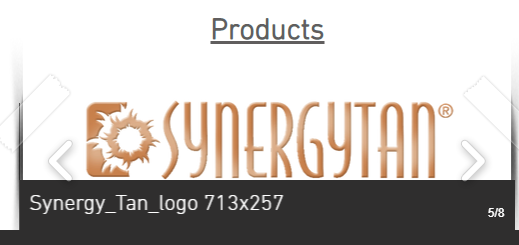 Products
SYNERGYTAN®
Synergy_Tan_logo 713x257
5/8